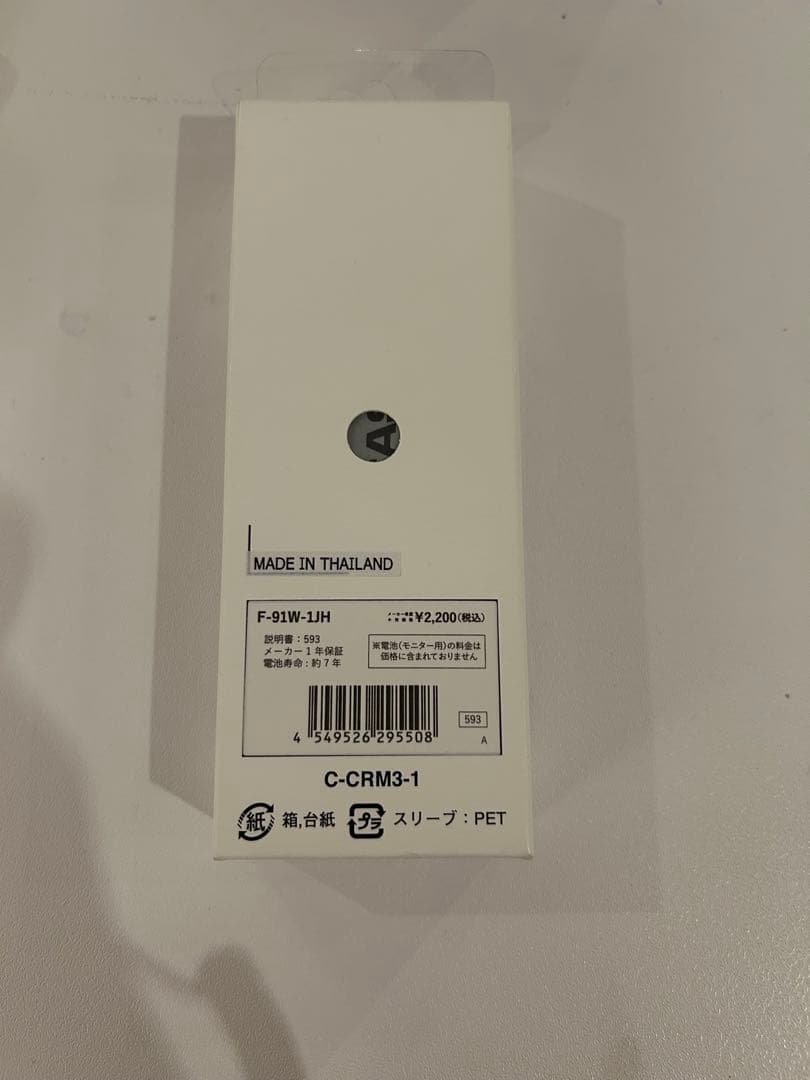 MADE IN THAILAND
F-91W-1JH
¥2,200(税込)
説明書：593
メーカー1年保証
電池寿命：約7年
※電池(モニター用)の料金は
価格に含まれておりません
4 549526 295508
593
A
C-CRM3-1
紙 箱,台紙 プラ スリーブ：PET